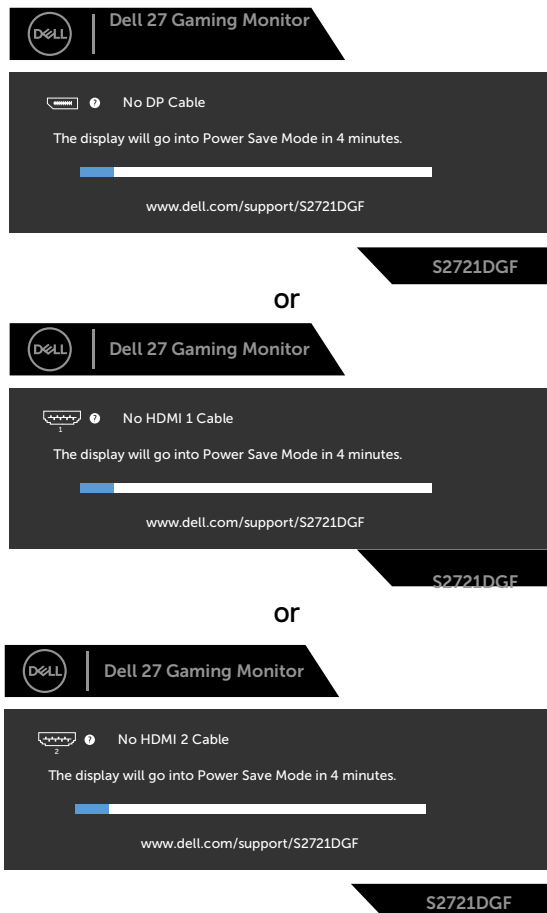 DELL
Dell 27 Gaming Monitor
? No DP Cable
The display will go into Power Save Mode in 4 minutes.
www.dell.com/support/S2721DGF
S2721DGF
or
DELL
Dell 27 Gaming Monitor
? No HDMI 1 Cable
1
The display will go into Power Save Mode in 4 minutes.
www.dell.com/support/S2721DGF
S2721DGF
or
DELL
Dell 27 Gaming Monitor
? No HDMI 2 Cable
2
The display will go into Power Save Mode in 4 minutes.
www.dell.com/support/S2721DGF
S2721DGF